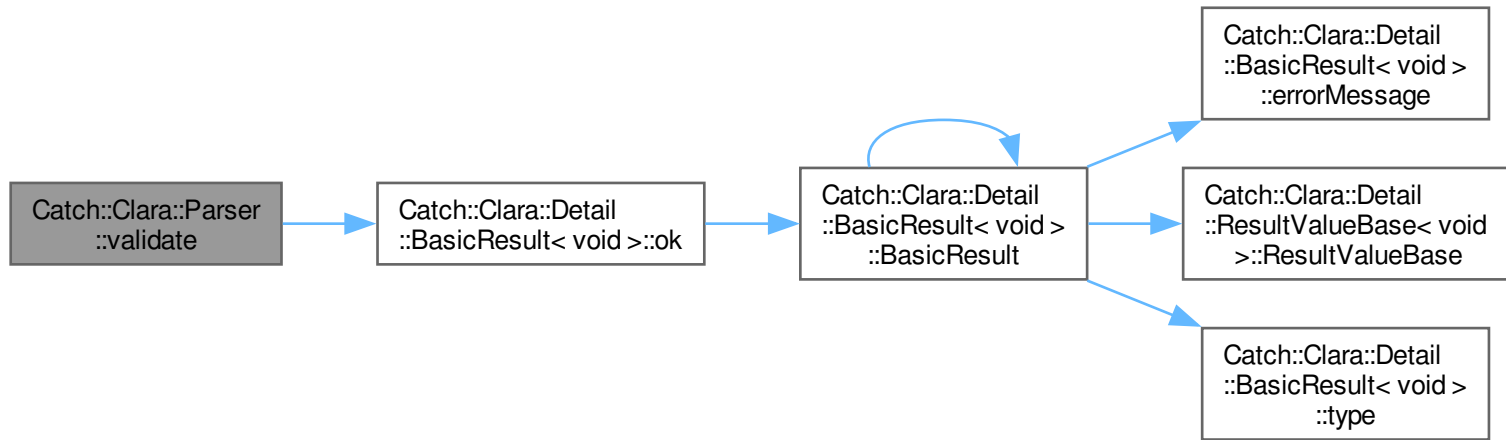 Catch::Clara::Parser
::validate
Catch::Clara::Detail
::BasicResult< void >::ok
Catch::Clara::Detail
::BasicResult< void >
::BasicResult
Catch::Clara::Detail
::BasicResult< void >
::errorMessage
Catch::Clara::Detail
::ResultValueBase< void
>::ResultValueBase
Catch::Clara::Detail
::BasicResult< void >
::type